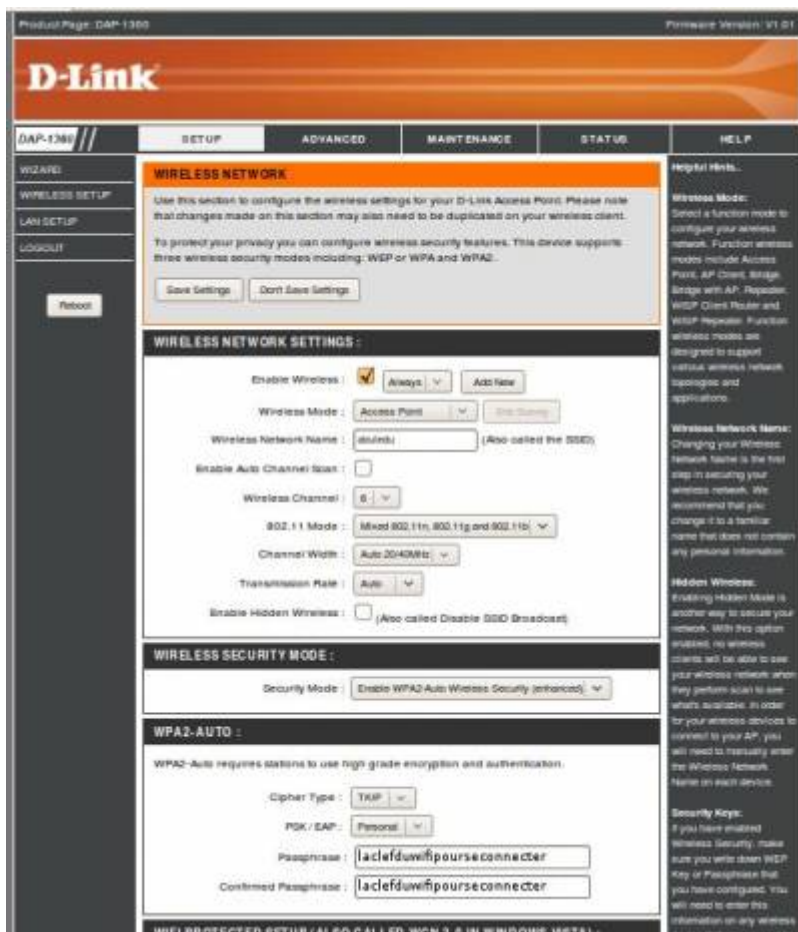 Product Page: DAP-1360
Firmware Version: V1.01
D-Link
DAP-1360
SETUP
ADVANCED
MAINTENANCE
STATUS
HELP
WIZARD
WIRELESS SETUP
LAN SETUP
LOGOUT
Reboot
WIRELESS NETWORK
Use this section to configure the wireless settings for your D-Link Access Point. Please note
that changes made on this section may also need to be duplicated on your wireless client.
To protect your privacy you can configure wireless security features. This device supports
three wireless security modes including: WEP or WPA and WPA2.
Save Settings
Don't Save Settings
WIRELESS NETWORK SETTINGS :
Enable Wireless :
Always
Add New
Wireless Mode :
Access Point
Wireless Network Name :
(Also called the SSID)
Enable Auto Channel Scan :
Wireless Channel :
6
802.11 Mode :
Mixed 802.11n, 802.11g and 802.11b
Channel Width :
Auto 20/40MHz
Transmission Rate :
Auto
Enable Hidden Wireless :
(Also called Disable SSID Broadcast)
WIRELESS SECURITY MODE :
Security Mode :
Enable WPA2-Auto Wireless Security (enhanced)
WPA2-AUTO :
WPA2-Auto requires stations to use high grade encryption and authentication.
Cipher Type :
TKIP
PSK / EAP :
Personal
Passphrase :
laclefduwifipourseconnecter
Confirmed Passphrase :
laclefduwifipourseconnecter
WIFI PROTECTED SETUP (ALSO CALLED WCN 2.0 IN WINDOWS VISTA) :
Helpful Hints..
Wireless Mode:
Select a function mode to
configure your wireless
network. Function wireless
modes include Access
Point, AP Client, Bridge,
Bridge with AP, Repeater,
WISP Client Router and
WISP Repeater. Function
wireless modes are
designed to support
various wireless network
topologies and
applications.
Wireless Network Name:
Changing your Wireless
Network Name is the first
step in securing your
wireless network. We
recommend that you
change it to a familiar
name that does not contain
any personal information.
Hidden Wireless:
Enabling Hidden Mode is
another way to secure your
network. With this option
enabled, no wireless
clients will be able to see
your wireless network when
they perform scan to see
what's available. In order
for your wireless devices to
connect to your AP, you
will need to manually enter
the Wireless Network
Name on each device.
Security Keys:
If you have enabled
Wireless Security, make
sure you write down WEP
Key or Passphrase that
you have configured. You
will need to enter this
information on any wireless